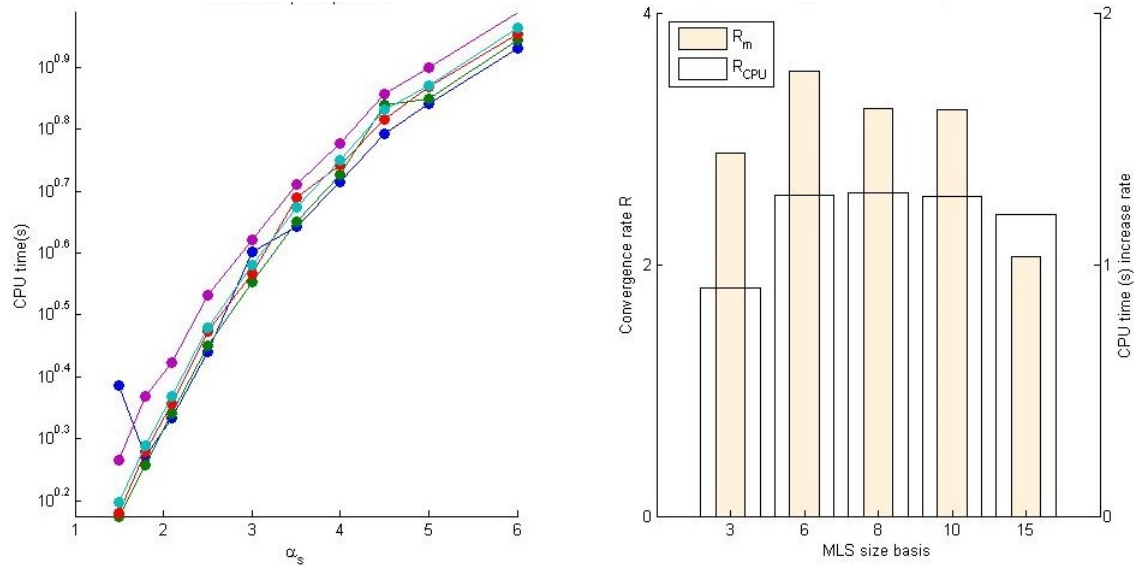 CPU time(s)
10^0.9
10^0.8
10^0.7
10^0.6
10^0.5
10^0.4
10^0.3
10^0.2
1 2 3 4 5 6
α_s
R_m
R_CPU
Convergence rate R
4
2
0
3 6 8 10 15
MLS size basis
2
1
0
CPU time (s) increase rate